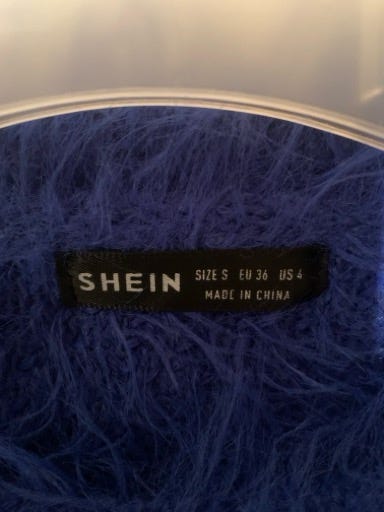 SHEIN SIZE S EU 36 US 4
MADE IN CHINA